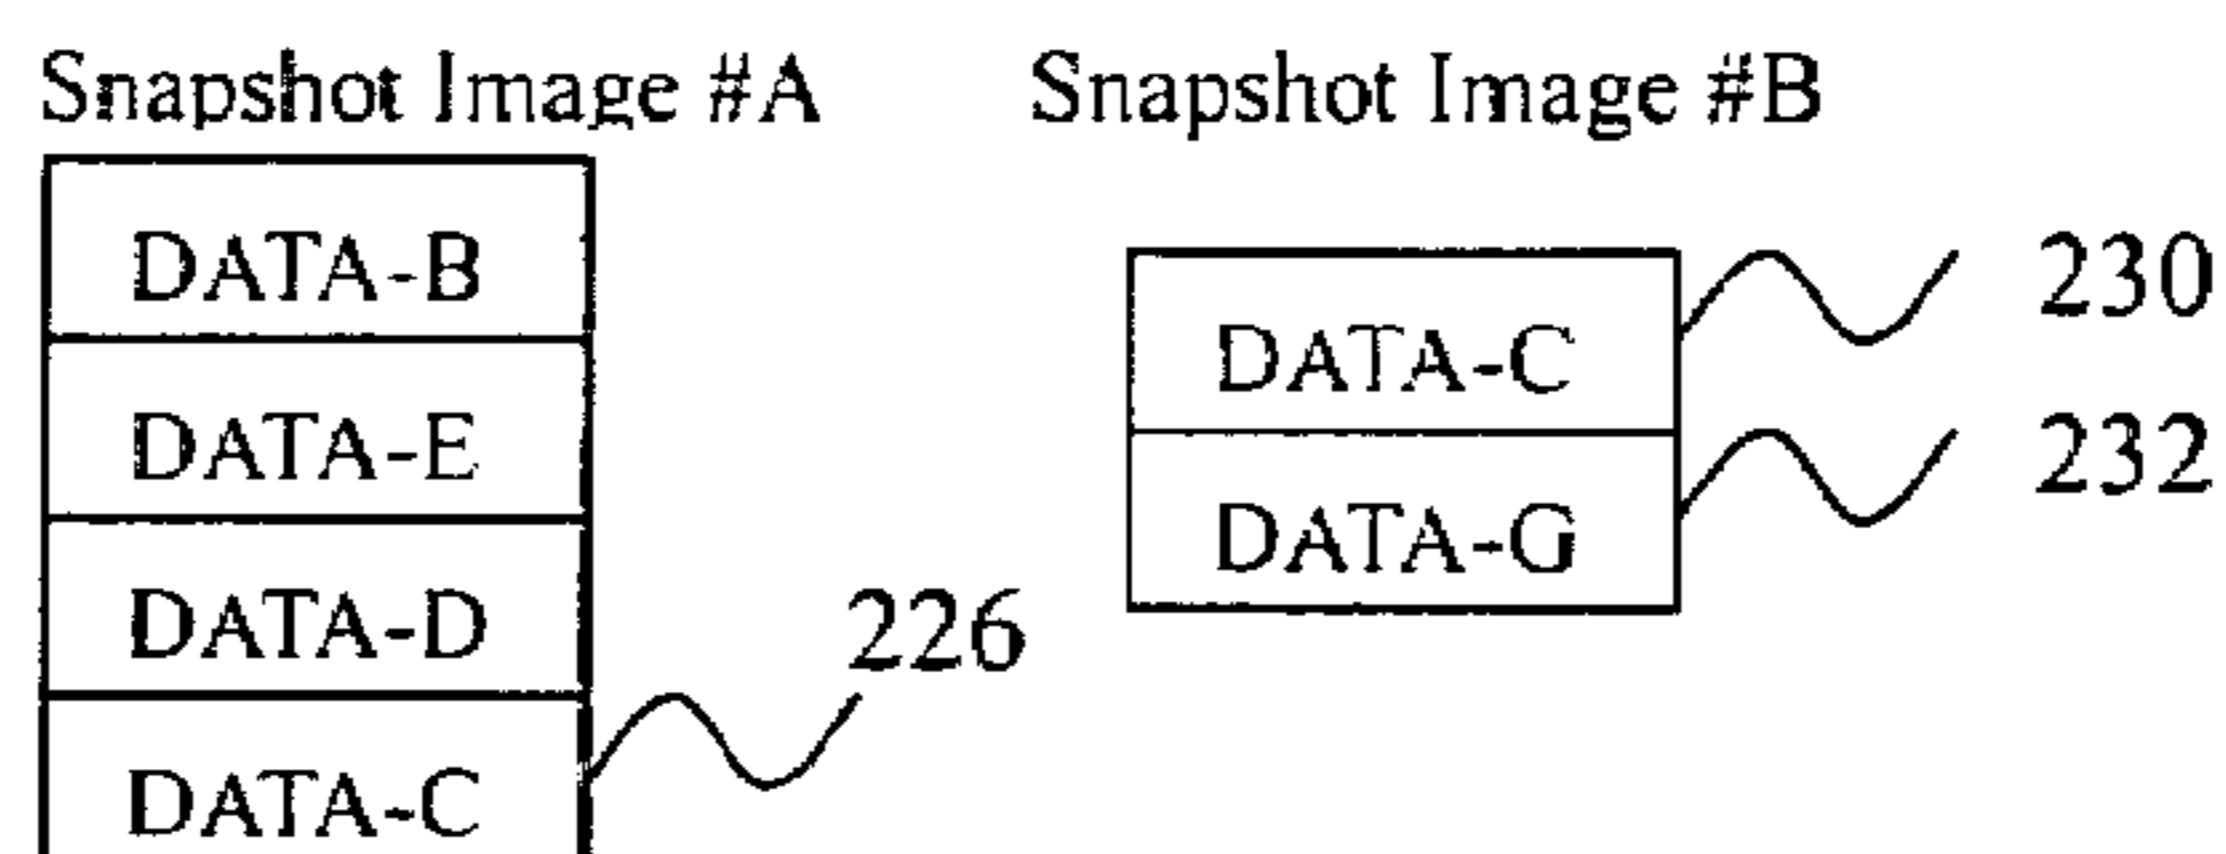 Snapshot Image #A
DATA-B
DATA-E
DATA-D
226
DATA-C
Snapshot Image #B
DATA-C
230
DATA-G
232